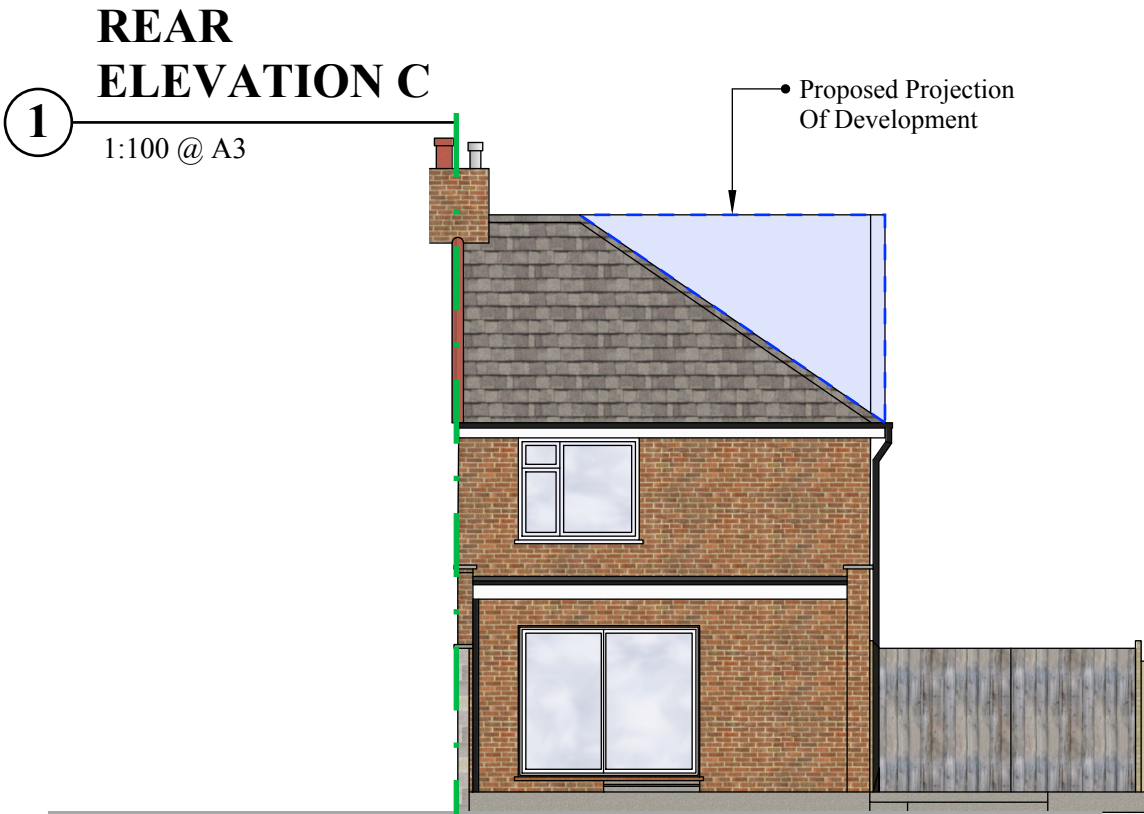 REAR
ELEVATION C
1
1:100 @ A3
Proposed Projection
Of Development